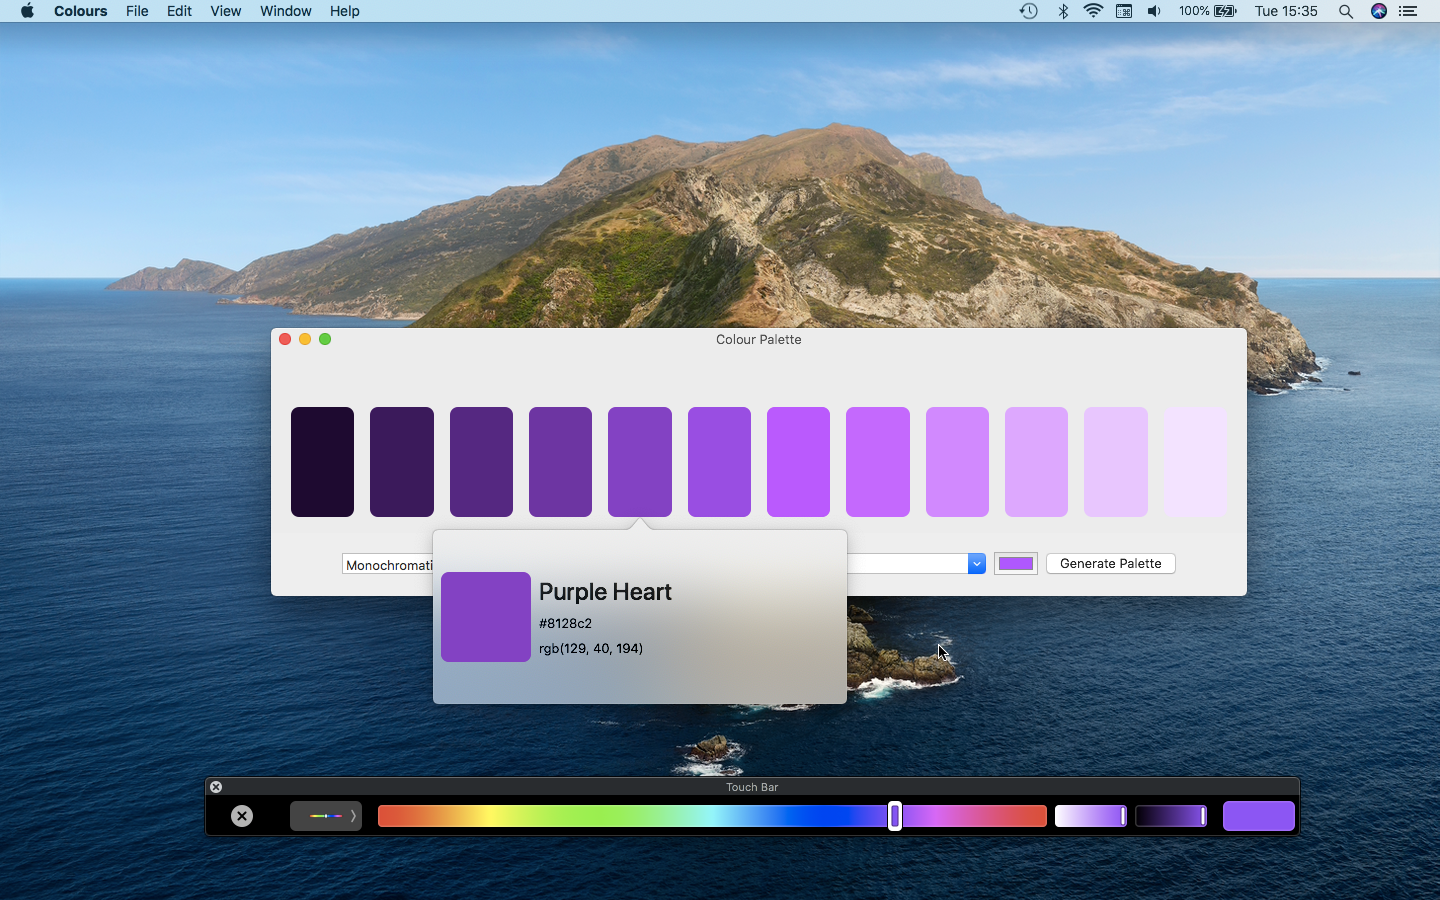 Colours File Edit View Window Help 100% Tue 15:35
Colour Palette
Monochromati
Generate Palette
Purple Heart
#8128c2
rgb(129, 40, 194)
Touch Bar